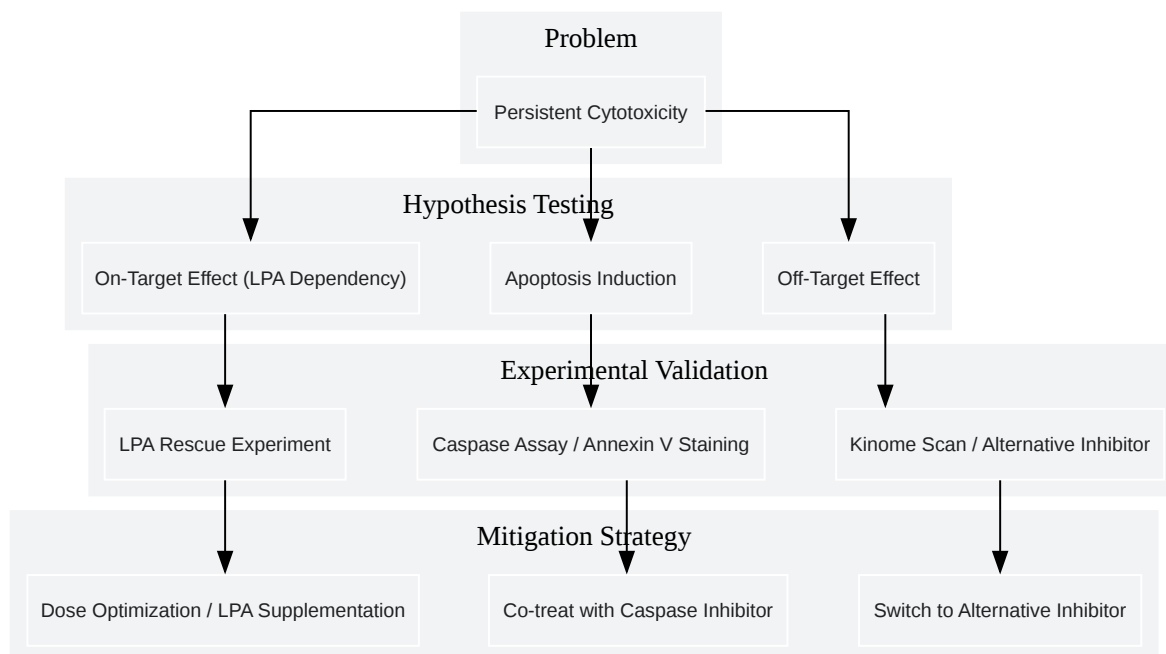 Problem
Persistent Cytotoxicity
Hypothesis Testing
On-Target Effect (LPA Dependency)
Apoptosis Induction
Off-Target Effect
Experimental Validation
LPA Rescue Experiment
Caspase Assay / Annexin V Staining
Kinome Scan / Alternative Inhibitor
Mitigation Strategy
Dose Optimization / LPA Supplementation
Co-treat with Caspase Inhibitor
Switch to Alternative Inhibitor